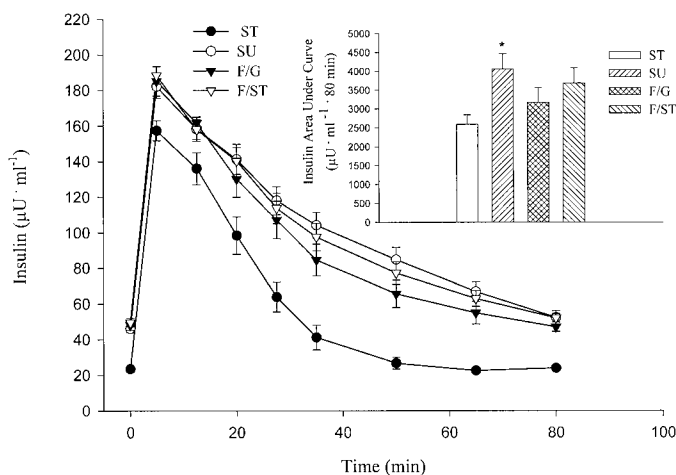 220
200
180
160
140
120
100
80
60
40
20
0
Insulin (µU · ml⁻¹)
ST
SU
F/G
F/ST
0
20
40
60
80
100
Time (min)
Insulin Area Under Curve
(µU · ml⁻¹ · 80 min)
5000
4500
4000
3500
3000
2500
2000
1500
1000
500
0
*
ST
SU
F/G
F/ST